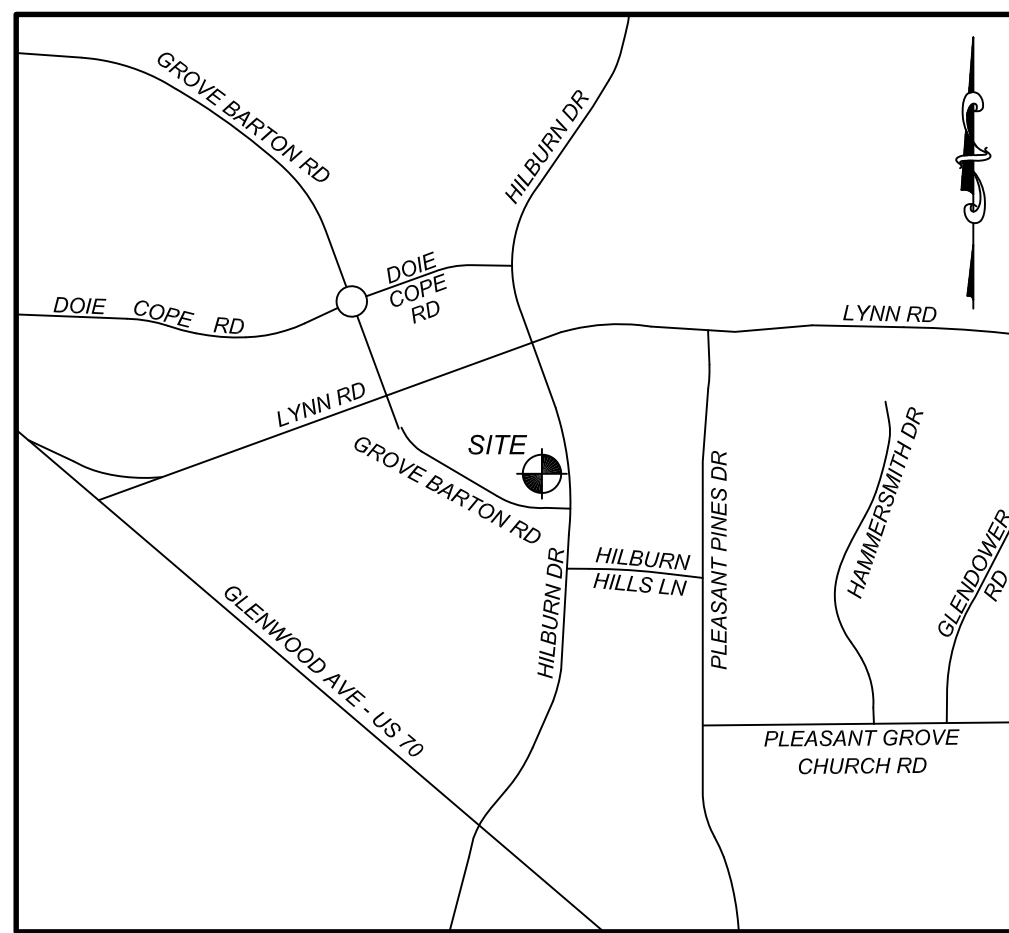 GROVE BARTON RD
HILBURN DR
DOIE
COPE
RD
DOIE COPE RD
LYNN RD
LYNN RD
SITE
GROVE BARTON RD
HILBURN
HILLS LN
HILBURN DR
PLEASANT PINES DR
HAMMERSMITH DR
GLENDOWER
RD
GLENWOOD AVE - US 70
PLEASANT GROVE
CHURCH RD